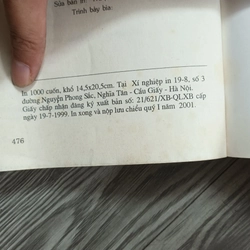 Sửa bản in:
Trình bày bìa:
In 1000 cuốn, khổ 14,5x20,5cm. Tại Xí nghiệp in 19-8, số 3
đường Nguyễn Phong Sắc, Nghĩa Tân - Cầu Giấy - Hà Nội.
Giấy chấp nhận đăng ký xuất bản số: 21/621/XB-QLXB cấp
ngày 19-7-1999. In xong và nộp lưu chiểu quý I năm 2001.
476